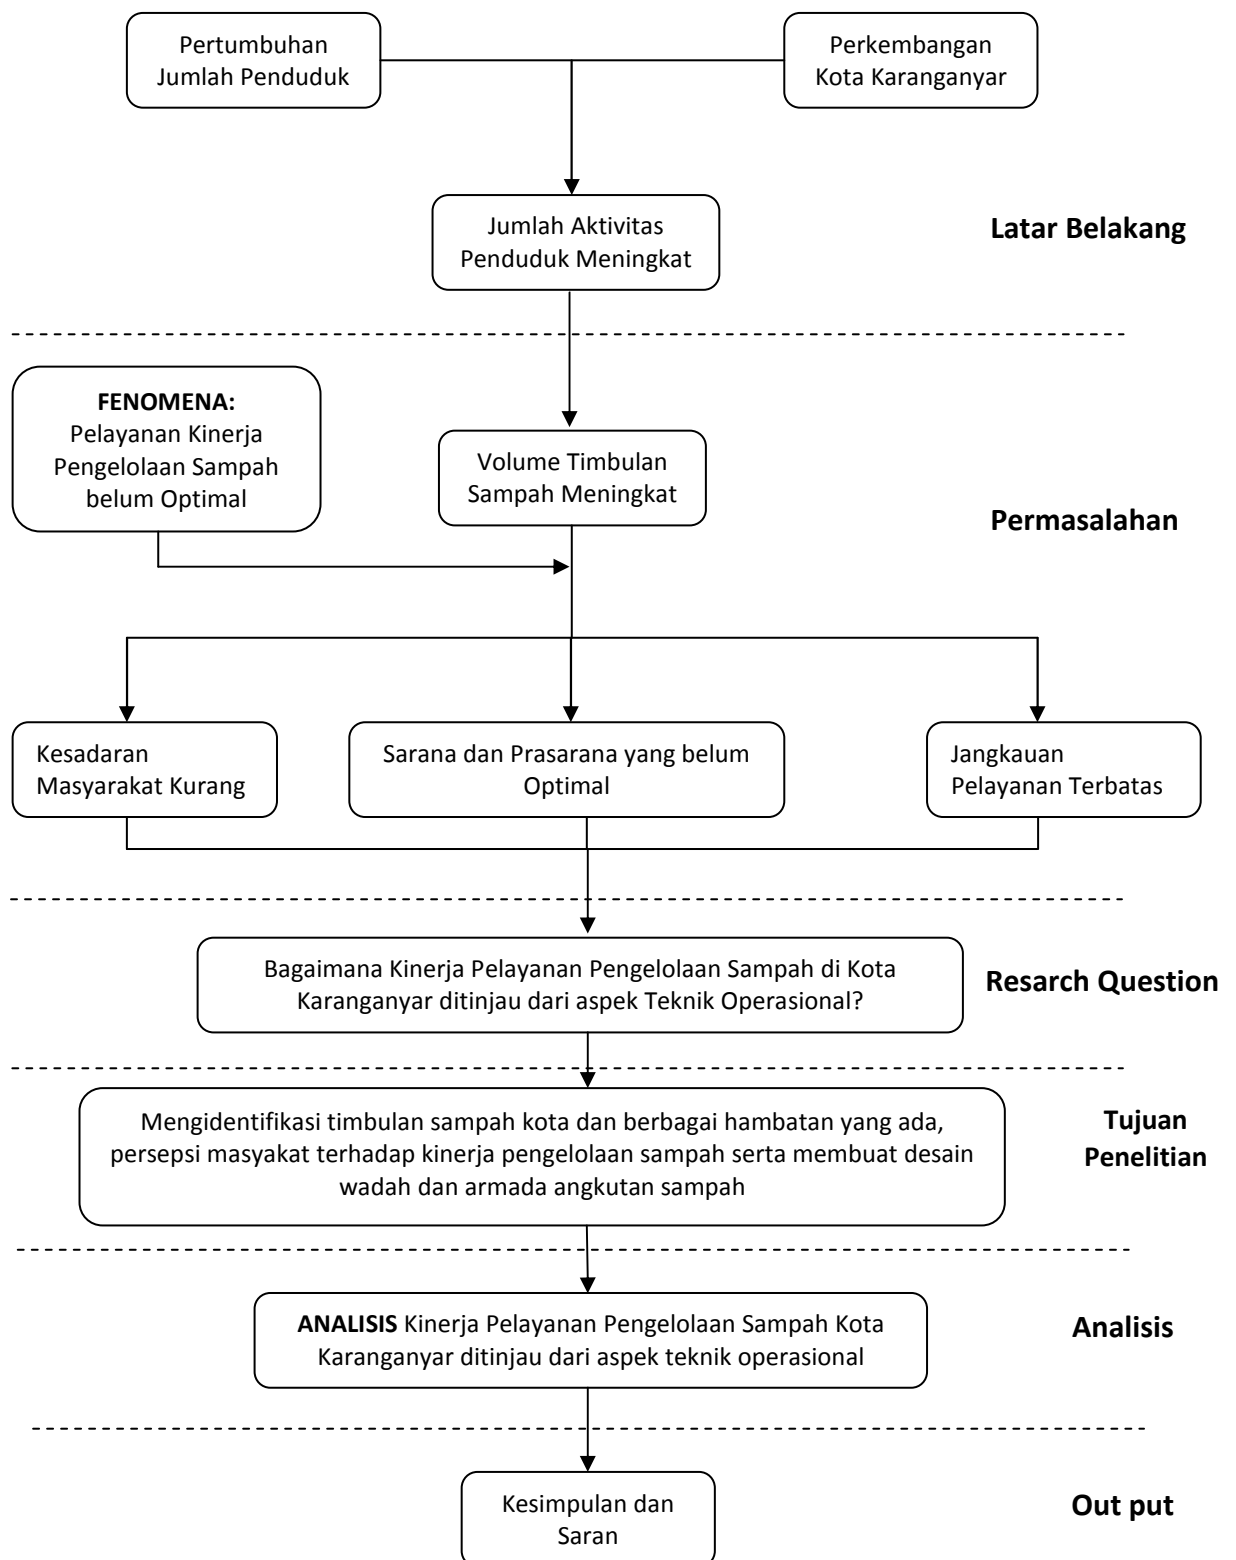 Pertumbuhan
Jumlah Penduduk
Perkembangan
Kota Karanganyar
Jumlah Aktivitas
Penduduk Meningkat
Latar Belakang
FENOMENA:
Pelayanan Kinerja
Pengelolaan Sampah
belum Optimal
Volume Timbulan
Sampah Meningkat
Permasalahan
Kesadaran
Masyarakat Kurang
Sarana dan Prasarana yang belum
Optimal
Jangkauan
Pelayanan Terbatas
Bagaimana Kinerja Pelayanan Pengelolaan Sampah di Kota
Karanganyar ditinjau dari aspek Teknik Operasional?
Resarch Question
Mengidentifikasi timbulan sampah kota dan berbagai hambatan yang ada,
persepsi masyakat terhadap kinerja pengelolaan sampah serta membuat desain
wadah dan armada angkutan sampah
Tujuan
Penelitian
ANALISIS Kinerja Pelayanan Pengelolaan Sampah Kota
Karanganyar ditinjau dari aspek teknik operasional
Analisis
Kesimpulan dan
Saran
Out put